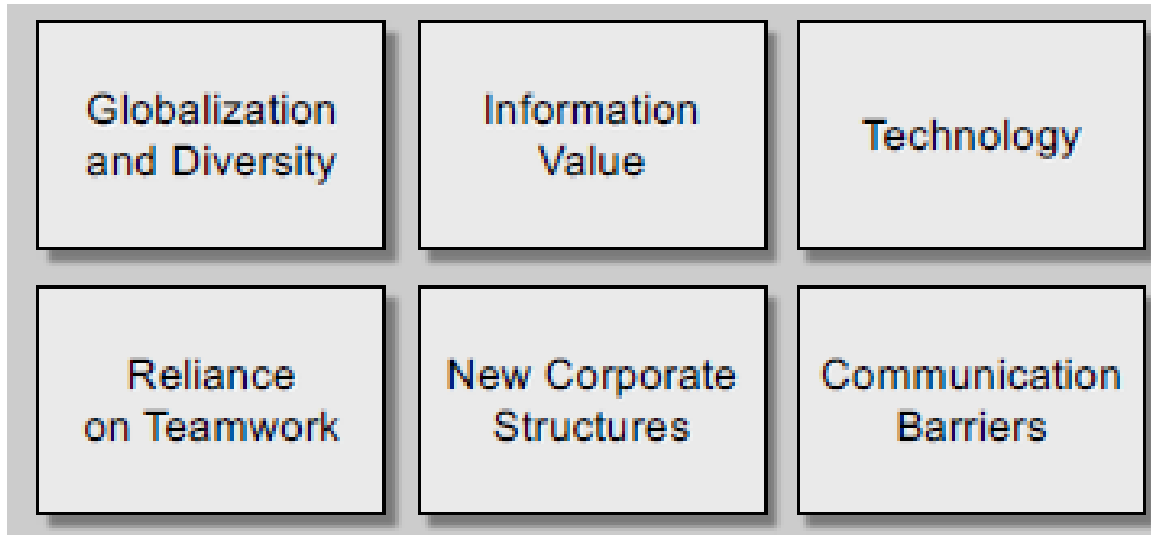 Globalization
and Diversity
Information
Value
Technology
Reliance
on Teamwork
New Corporate
Structures
Communication
Barriers